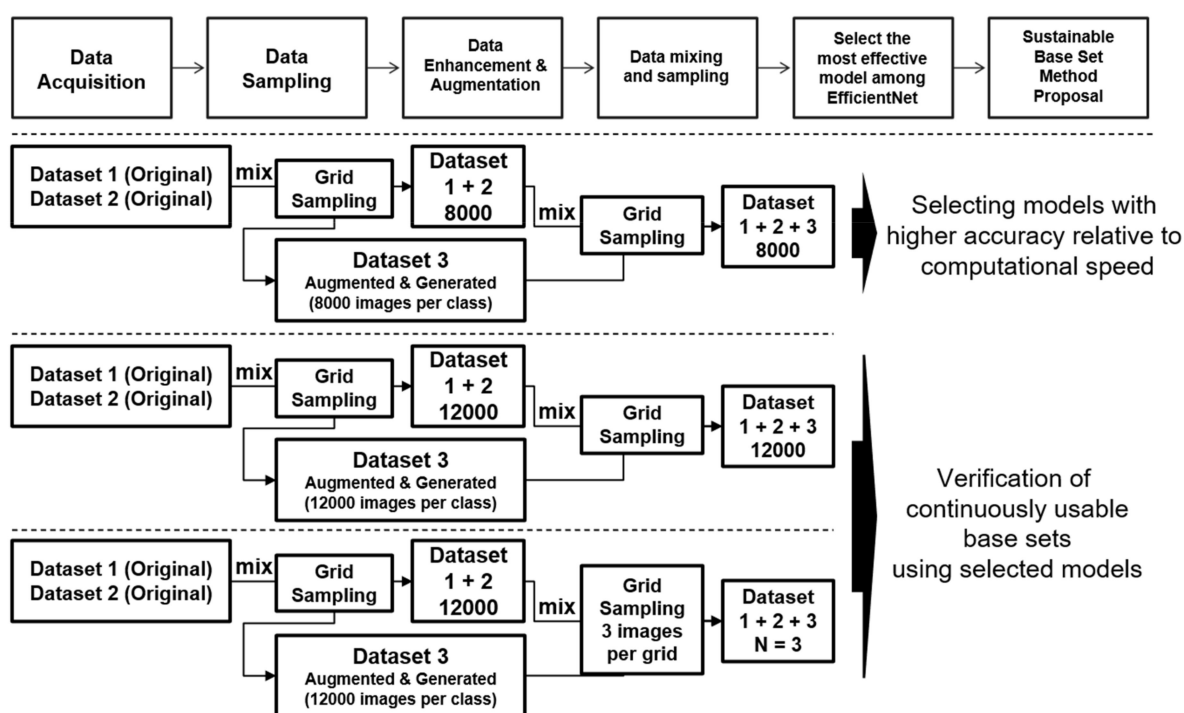 Data
Acquisition
Data
Sampling
Data
Enhancement &
Augmentation
Data mixing
and sampling
Select the
most effective
model among
EfficientNet
Sustainable
Base Set
Method
Proposal
Dataset 1 (Original)
Dataset 2 (Original)
mix
Grid
Sampling
Dataset
1 + 2
8000
mix
Grid
Sampling
Dataset
1 + 2 + 3
8000
Dataset 3
Augmented & Generated
(8000 images per class)
Selecting models with
higher accuracy relative to
computational speed
Dataset 1 (Original)
Dataset 2 (Original)
mix
Grid
Sampling
Dataset
1 + 2
12000
mix
Grid
Sampling
Dataset
1 + 2 + 3
12000
Dataset 3
Augmented & Generated
(12000 images per class)
Dataset 1 (Original)
Dataset 2 (Original)
mix
Grid
Sampling
Dataset
1 + 2
12000
mix
Grid
Sampling
3 images
per grid
Dataset
1 + 2 + 3
N = 3
Dataset 3
Augmented & Generated
(12000 images per class)
Verification of
continuously usable
base sets
using selected models